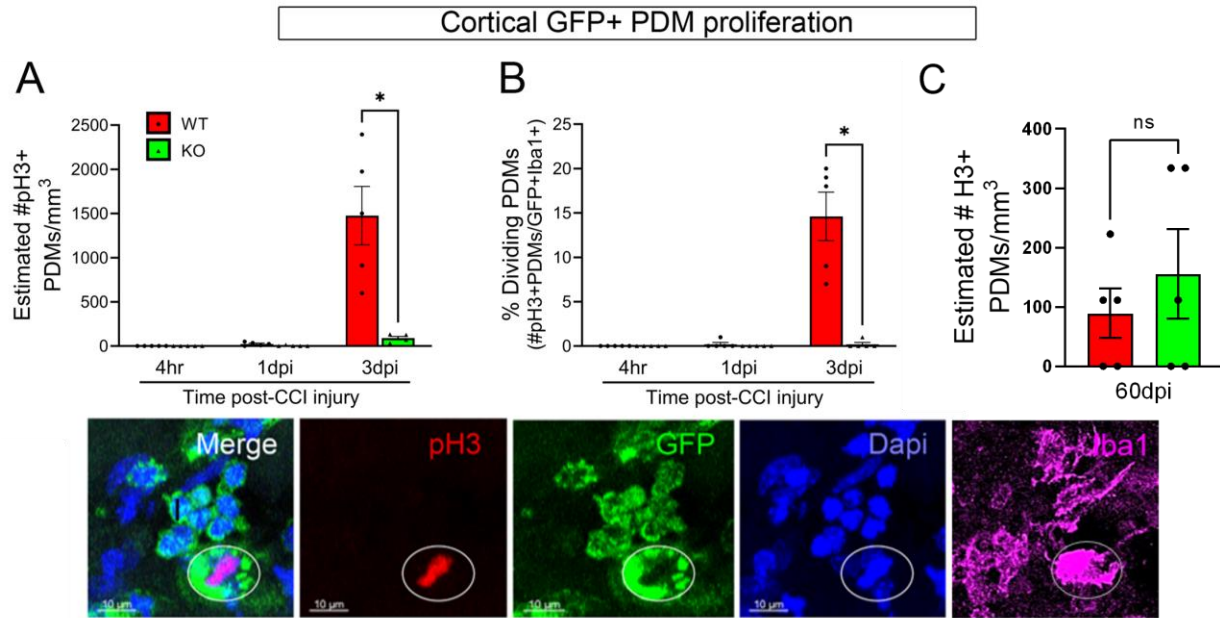 Cortical GFP+ PDM proliferation
A
B
C
WT
KO
*
Estimated #pH3+
PDMs/mm³
2500
2000
1500
1000
500
0
4hr 1dpi 3dpi
Time post-CCI injury
*
% Dividing PDMs
(#pH3+PDMs/GFP+Iba1+)
25
20
15
10
5
0
4hr 1dpi 3dpi
Time post-CCI injury
ns
Estimated # H3+
PDMs/mm³
400
300
200
100
0
60dpi
Merge
10 µm
pH3
10 µm
GFP
10 µm
Dapi
10 µm
Iba1
10 µm